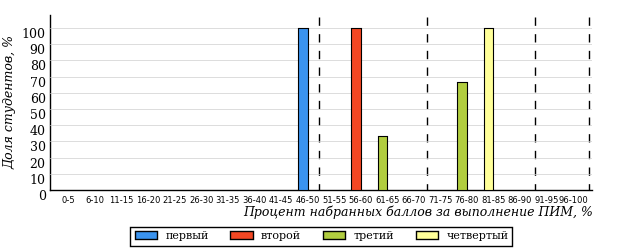 Доля студентов, %
100
90
80
70
60
50
40
30
20
10
0
0-5 6-10 11-15 16-20 21-25 26-30 31-35 36-40 41-45 46-50 51-55 56-60 61-65 66-70 71-75 76-80 81-85 86-90 91-95 96-100
Процент набранных баллов за выполнение ПИМ, %
первый второй третий четвертый